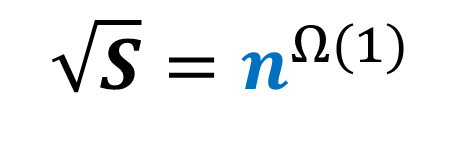 √S = n^Ω(1)